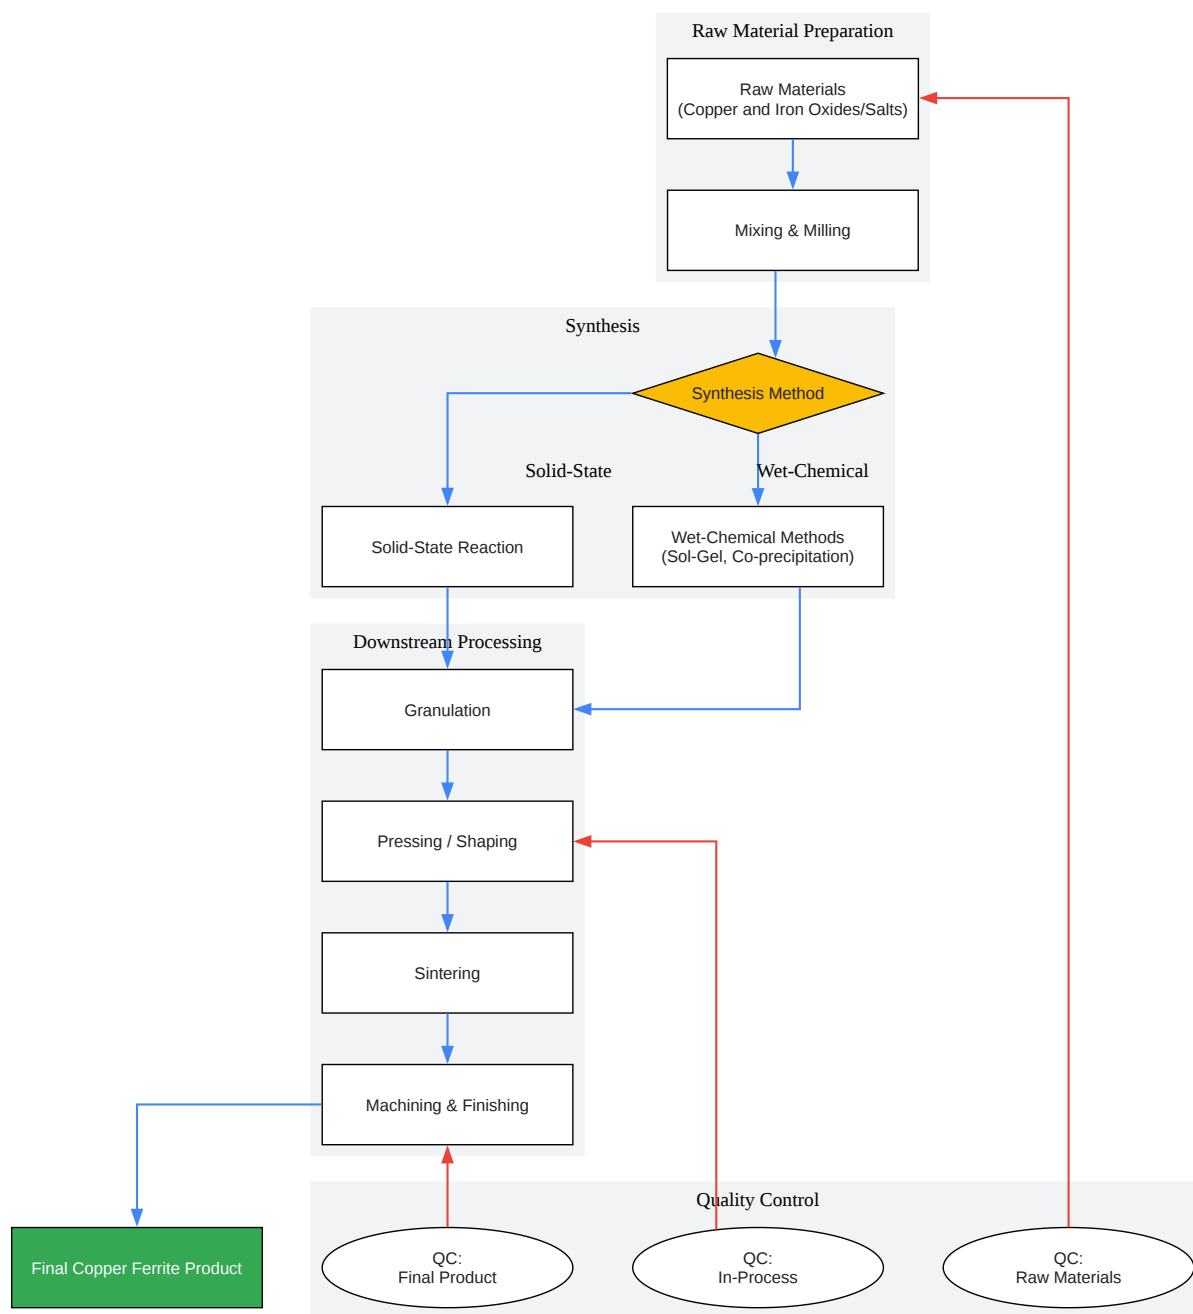 Raw Material Preparation
Raw Materials
(Copper and Iron Oxides/Salts)
Mixing & Milling
Synthesis
Synthesis Method
Solid-State
Wet-Chemical
Solid-State Reaction
Wet-Chemical Methods
(Sol-Gel, Co-precipitation)
Downstream Processing
Granulation
Pressing / Shaping
Sintering
Machining & Finishing
Quality Control
Final Copper Ferrite Product
QC:
Final Product
QC:
In-Process
QC:
Raw Materials